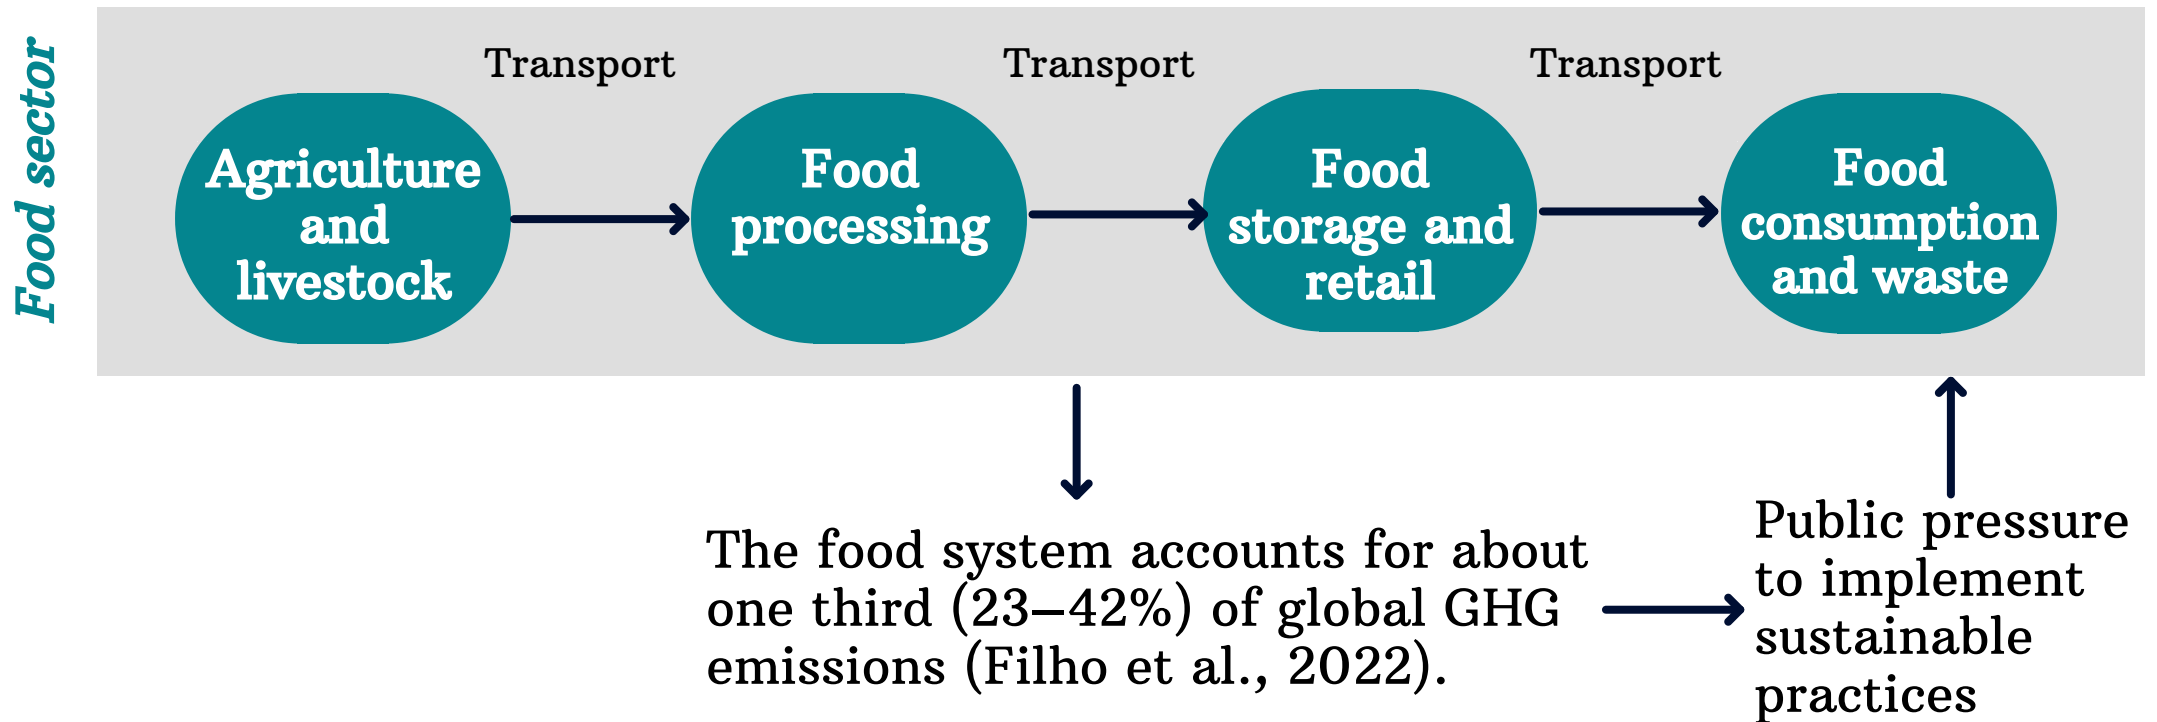 Food sector
Transport
Transport
Transport
Agriculture
and
livestock
Food
processing
Food
storage and
retail
Food
consumption
and waste
The food system accounts for about
one third (23–42%) of global GHG
emissions (Filho et al., 2022).
Public pressure
to implement
sustainable
practices